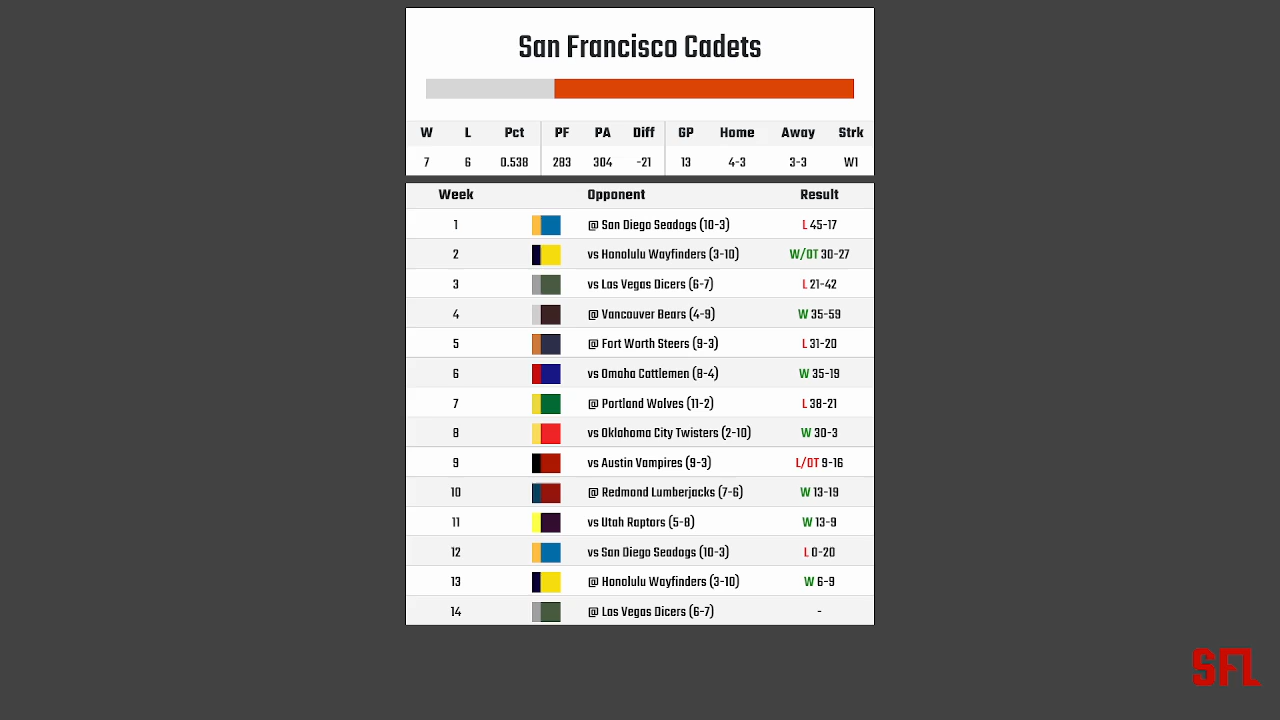 San Francisco Cadets
W L Pct PF PA Diff GP Home Away Strk
7 6 0.538 283 304 -21 13 4-3 3-3 W1
Week Opponent Result
1 @ San Diego Seadogs (10-3) L 45-17
2 vs Honolulu Wayfinders (3-10) W/OT 30-27
3 vs Las Vegas Dicers (6-7) L 21-42
4 @ Vancouver Bears (4-9) W 35-59
5 @ Fort Worth Steers (9-3) L 31-20
6 vs Omaha Cattlemen (8-4) W 35-19
7 @ Portland Wolves (11-2) L 38-21
8 vs Oklahoma City Twisters (2-10) W 30-3
9 vs Austin Vampires (9-3) L/OT 9-16
10 @ Redmond Lumberjacks (7-6) W 13-19
11 vs Utah Raptors (5-8) W 13-9
12 vs San Diego Seadogs (10-3) L 0-20
13 @ Honolulu Wayfinders (3-10) W 6-9
14 @ Las Vegas Dicers (6-7) -
SFL